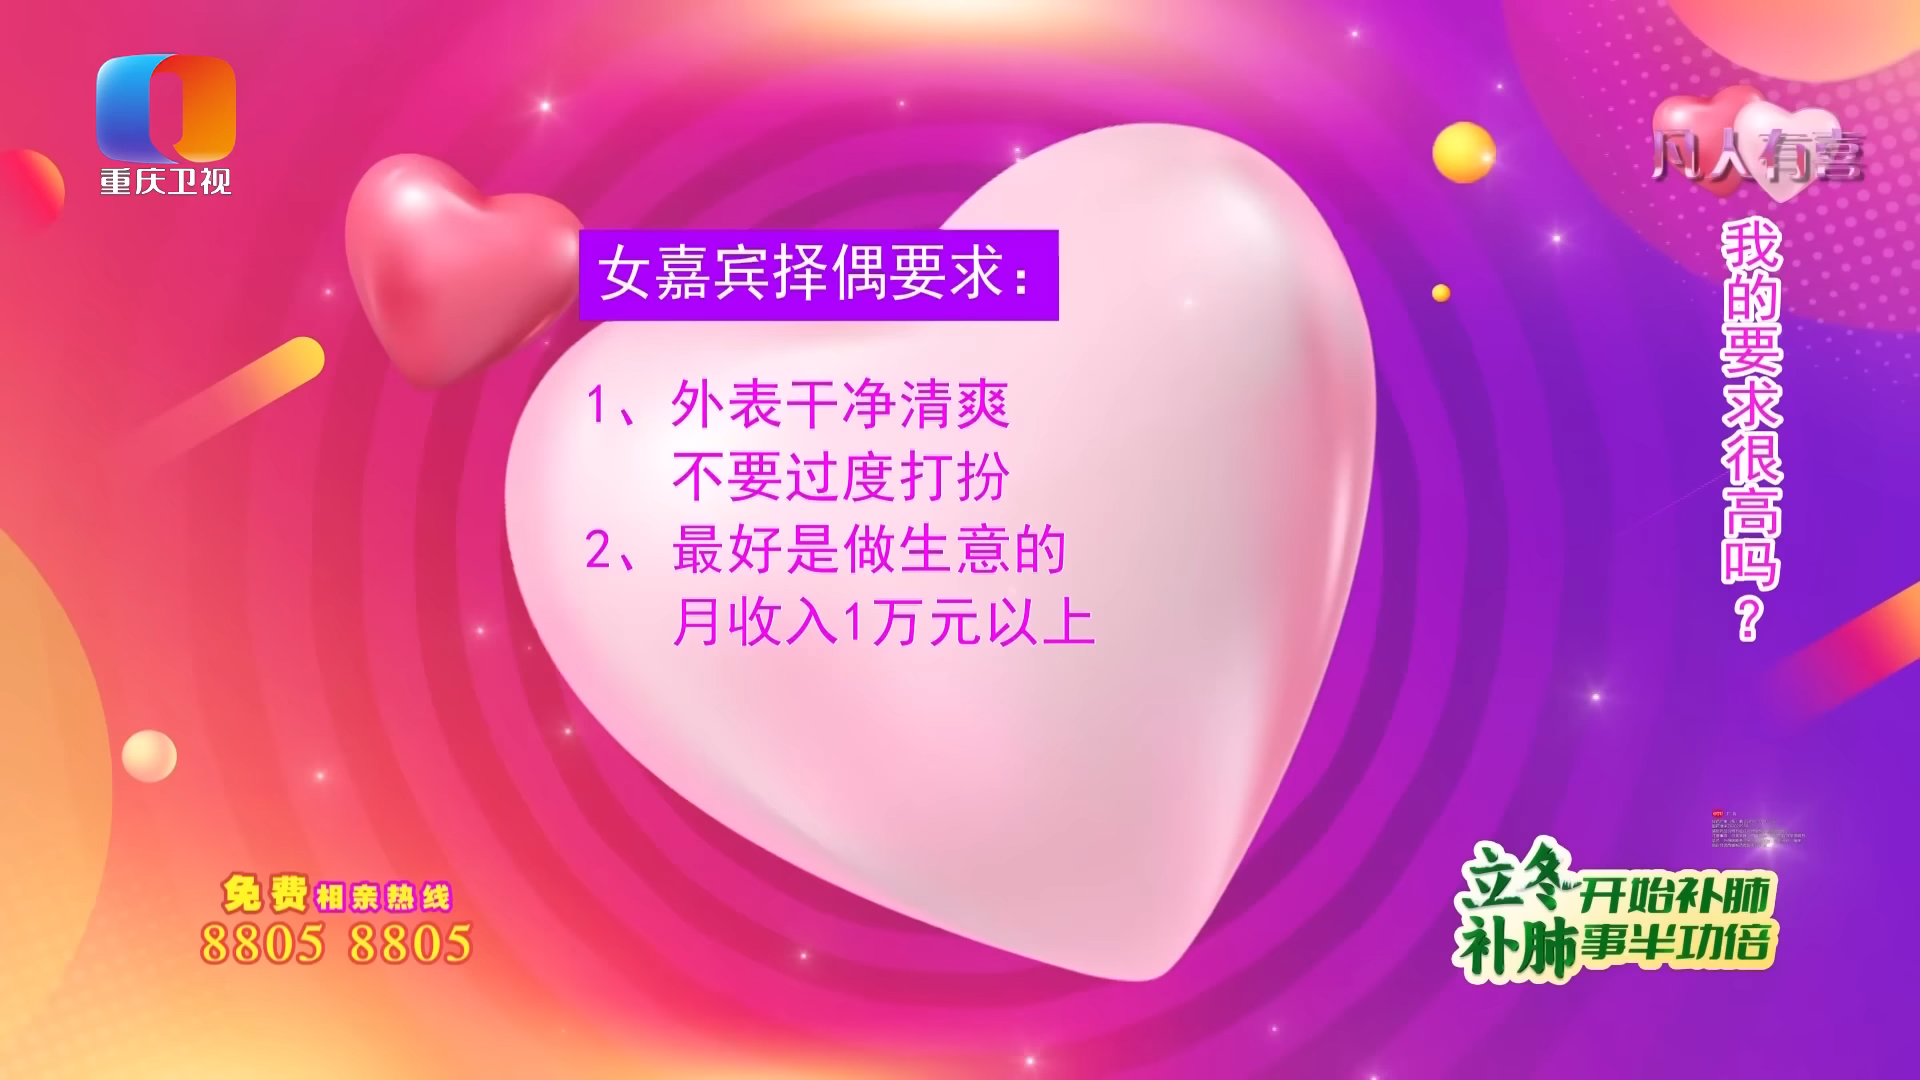 重庆卫视
凡人有喜
女嘉宾择偶要求：
1、外表干净清爽
不要过度打扮
2、最好是做生意的
月收入1万元以上
我的要求很高吗？
免费相亲热线
8805 8805
立冬开始补肺
补肺事半功倍